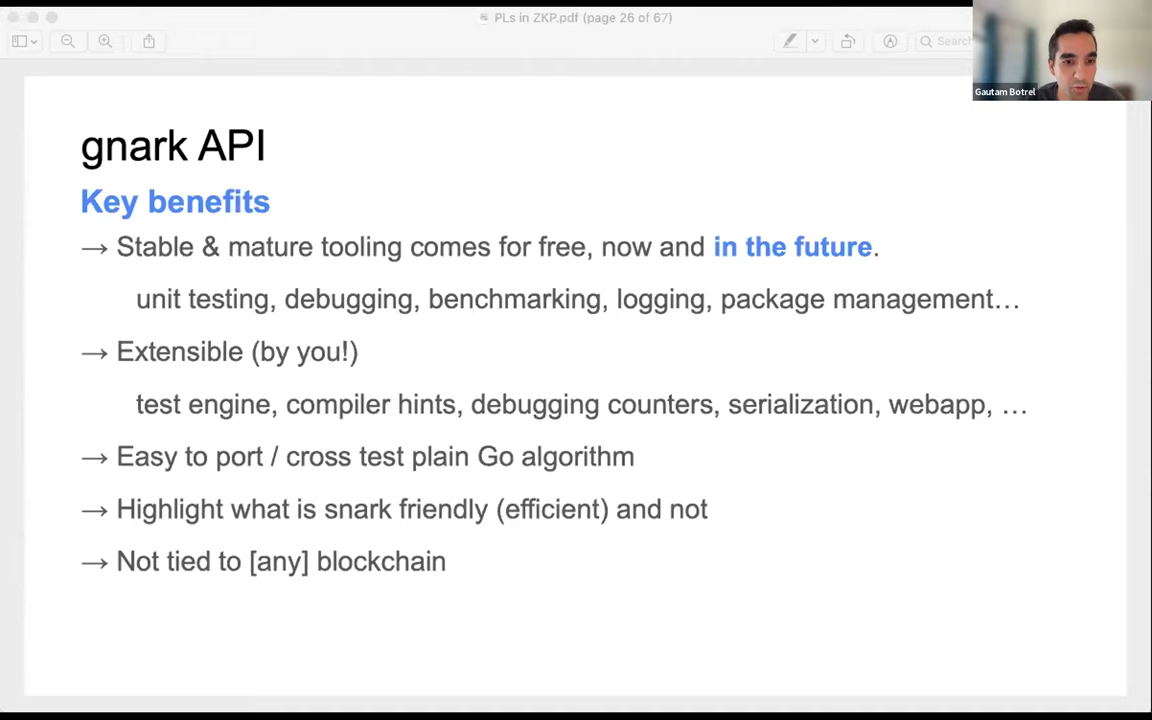 PLs in ZKP.pdf (page 26 of 67)
Search
Gautam Botrel
gnark API
Key benefits
→ Stable & mature tooling comes for free, now and in the future.
unit testing, debugging, benchmarking, logging, package management…
→ Extensible (by you!)
test engine, compiler hints, debugging counters, serialization, webapp, …
→ Easy to port / cross test plain Go algorithm
→ Highlight what is snark friendly (efficient) and not
→ Not tied to [any] blockchain